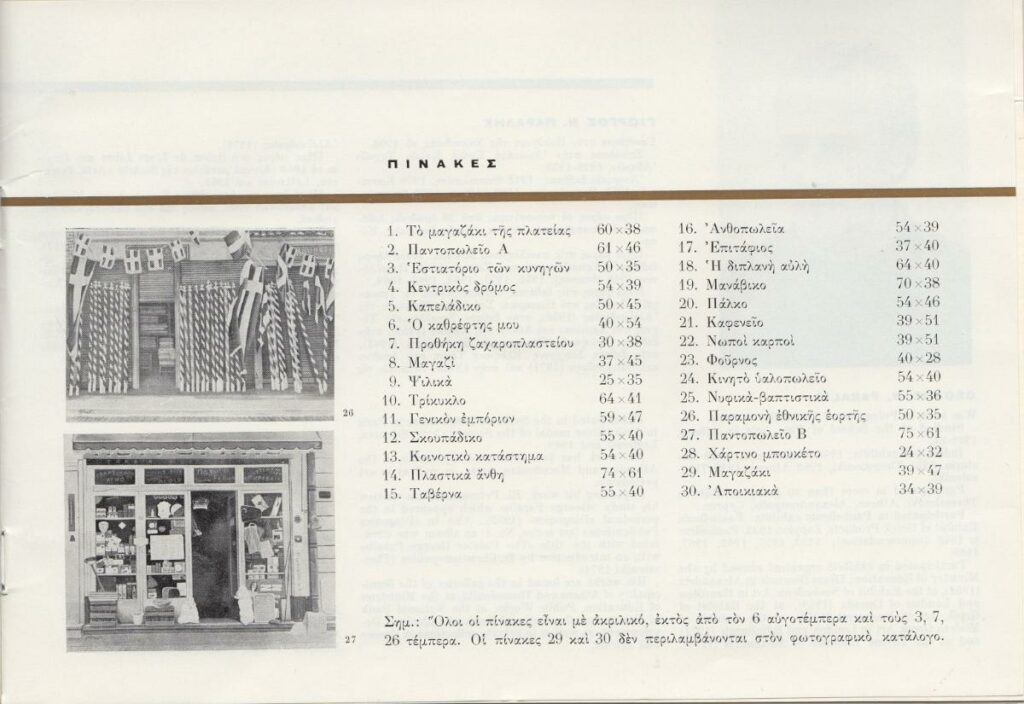 ΠΙΝΑΚΕΣ
1. Τὸ μαγαζάκι τῆς πλατείας 60×38
2. Παντοπωλεῖο Α 61×46
3. Ἑστιατόριο τῶν κυνηγῶν 50×35
4. Κεντρικὸς δρόμος 54×39
5. Καπελάδικο 50×45
6. Ὁ καθρέφτης μου 40×54
7. Προθήκη ζαχαροπλαστείου 30×38
8. Μαγαζὶ 37×45
9. Ψιλικὰ 25×35
10. Τρίκυκλο 64×41
11. Γενικὸν ἐμπόριον 59×47
12. Σκουπάδικο 55×40
13. Κοινοτικὸ κατάστημα 54×40
14. Πλαστικὰ ἄνθη 74×61
15. Ταβέρνα 55×40
16. Ἀνθοπωλεῖα 54×39
17. Ἐπιτάφιος 37×40
18. Ἡ διπλανὴ αὐλὴ 64×40
19. Μανάβικο 70×38
20. Πάλκο 54×46
21. Καφενεῖο 39×51
22. Νωποὶ καρποὶ 39×51
23. Φοῦρνος 40×28
24. Κινητὸ ὑαλοπωλεῖο 54×40
25. Νυφικὰ-βαπτιστικὰ 55×36
26. Παραμονὴ ἐθνικῆς ἑορτῆς 50×35
27. Παντοπωλεῖο Β 75×61
28. Χάρτινο μπουκέτο 24×32
29. Μαγαζάκι 39×47
30. Ἀποικιακὰ 34×39
26
27
Σημ.: Ὅλοι οἱ πίνακες εἶναι μὲ ἀκριλικό, ἐκτὸς ἀπὸ τὸν 6 αὐγοτέμπερα καὶ τοὺς 3, 7,
26 τέμπερα. Οἱ πίνακες 29 καὶ 30 δὲν περιλαμβάνονται στὸν φωτογραφικὸ κατάλογο.